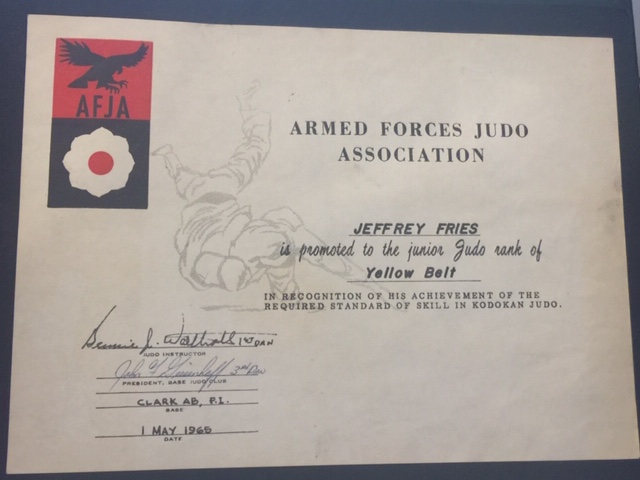 AFJA
ARMED FORCES JUDO
ASSOCIATION
JEFFREY FRIES
is promoted to the junior Judo rank of
Yellow Belt
IN RECOGNITION OF HIS ACHIEVEMENT OF THE
REQUIRED STANDARD OF SKILL IN KODOKAN JUDO.
1st DAN
JUDO INSTRUCTOR
John 3rd Dan
PRESIDENT, BASE JUDO CLUB
CLARK AB, P.I.
BASE
1 MAY 1965
DATE